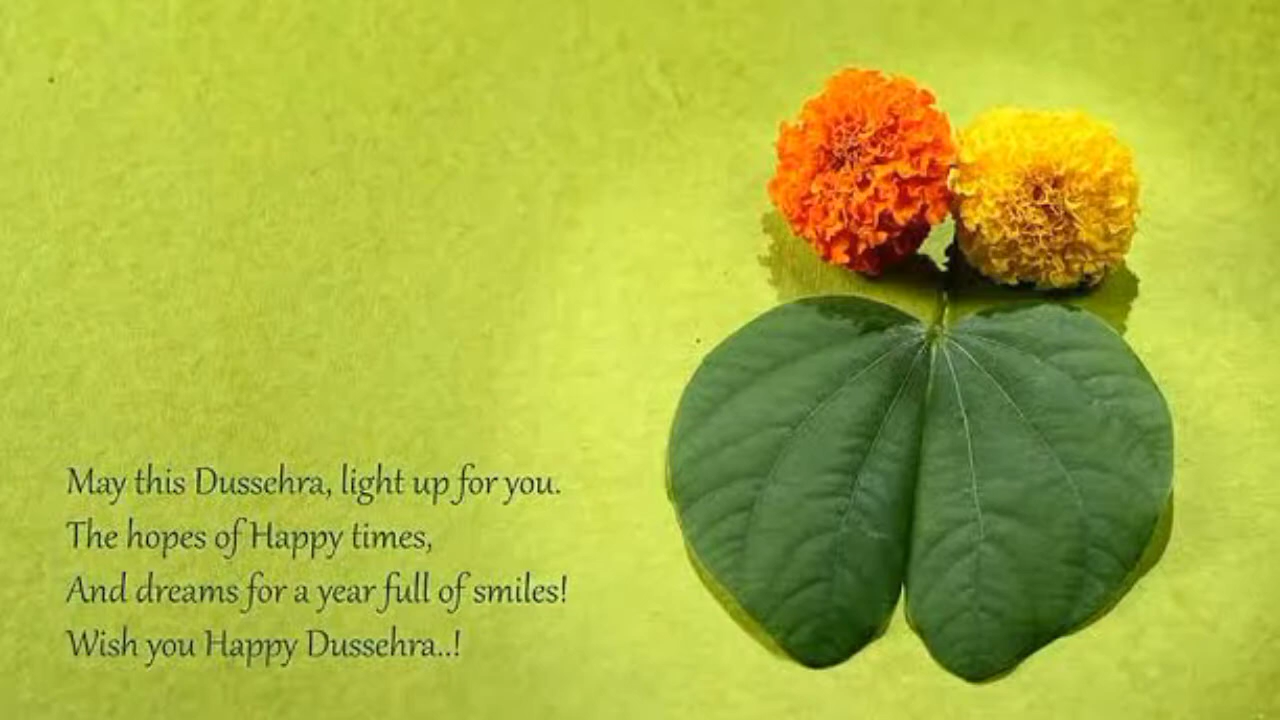 May this Dussehra, light up for you.
The hopes of Happy times,
And dreams for a year full of smiles!
Wish you Happy Dussehra..!